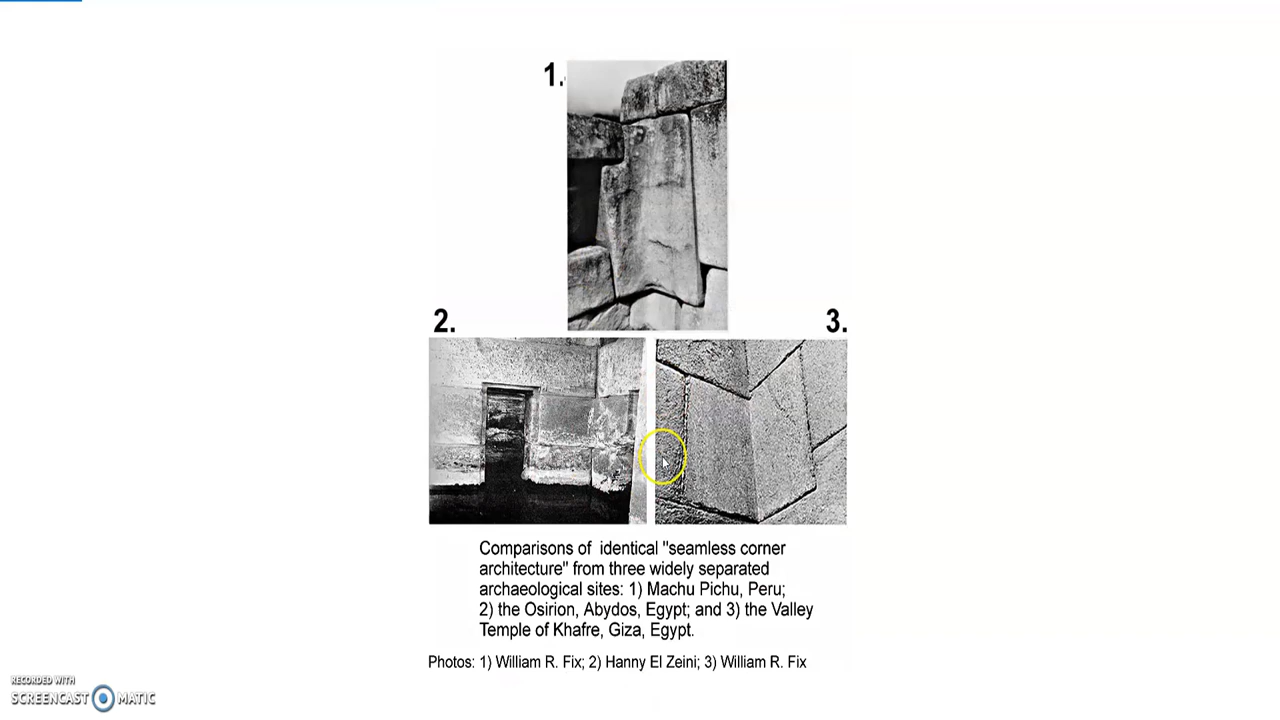 1.
2.
3.
Comparisons of identical "seamless corner
architecture" from three widely separated
archaeological sites: 1) Machu Pichu, Peru;
2) the Osirion, Abydos, Egypt; and 3) the Valley
Temple of Khafre, Giza, Egypt.
Photos: 1) William R. Fix; 2) Hanny El Zeini; 3) William R. Fix
RECORDED WITH
SCREENCAST MATIC